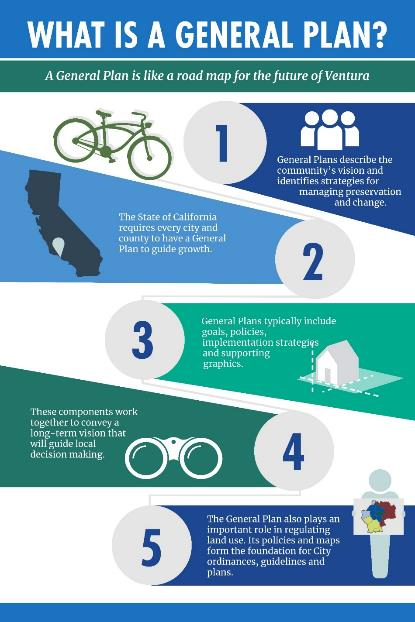 WHAT IS A GENERAL PLAN?
A General Plan is like a road map for the future of Ventura
1
General Plans describe the
community's vision and
identifies strategies for
managing preservation
and change.
The State of California
requires every city and
county to have a General
Plan to guide growth.
2
3
General Plans typically include
goals, policies,
implementation strategies
and supporting
graphics.
These components work
together to convey a
long-term vision that
will guide local
decision making.
4
5
The General Plan also plays an
important role in regulating
land use. Its policies and maps
form the foundation for City
ordinances, guidelines and
plans.